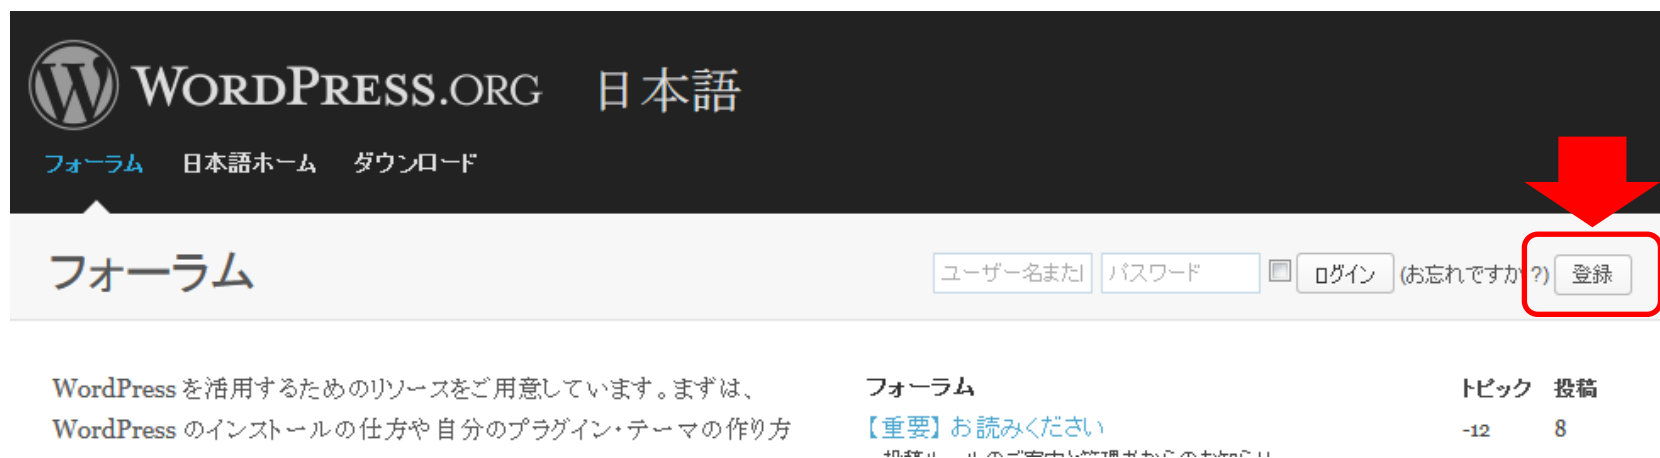 WORDPRESS.ORG 日本語
フォーラム 日本語ホーム ダウンロード
フォーラム
ユーザー名また パスワード ログイン (お忘れですか?) 登録
WordPress を活用するためのリソースをご用意しています。まずは、
WordPress のインストールの仕方や自分のプラグイン・テーマの作り方
フォーラム トピック 投稿
【重要】お読みください -12 8